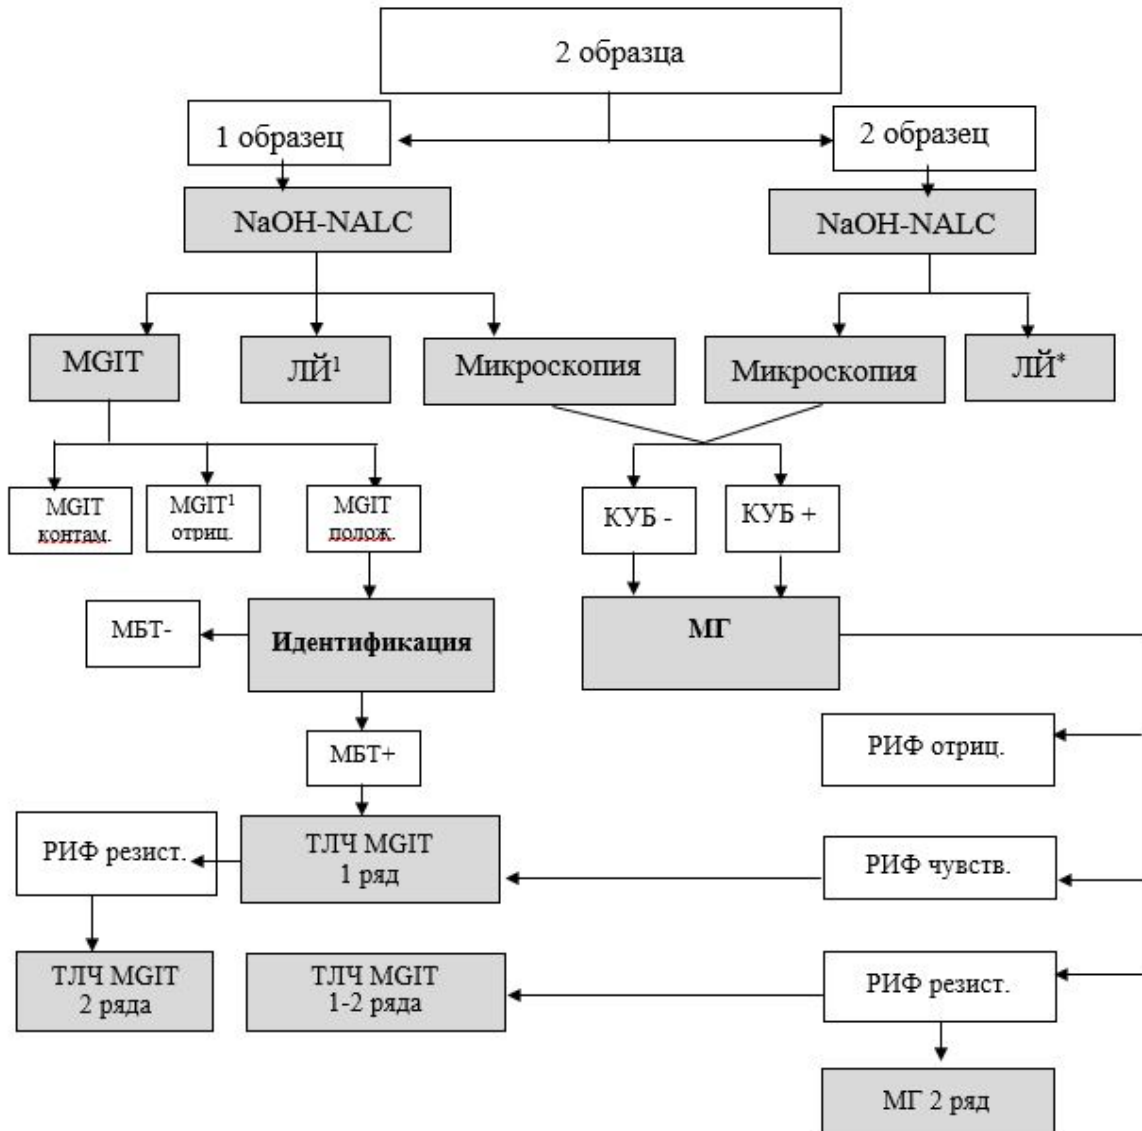 2 образца
1 образец
2 образец
NaOH-NALC
NaOH-NALC
MGIT
ЛЙ¹
Микроскопия
Микроскопия
ЛЙ*
MGIT
контам.
MGIT¹
отриц.
MGIT
полож.
КУБ -
КУБ +
МБТ-
Идентификация
МГ
МБТ+
РИФ отриц.
РИФ резист.
ТЛЧ MGIT
1 ряд
РИФ чувств.
ТЛЧ MGIT
2 ряда
ТЛЧ MGIT
1-2 ряда
РИФ резист.
МГ 2 ряд